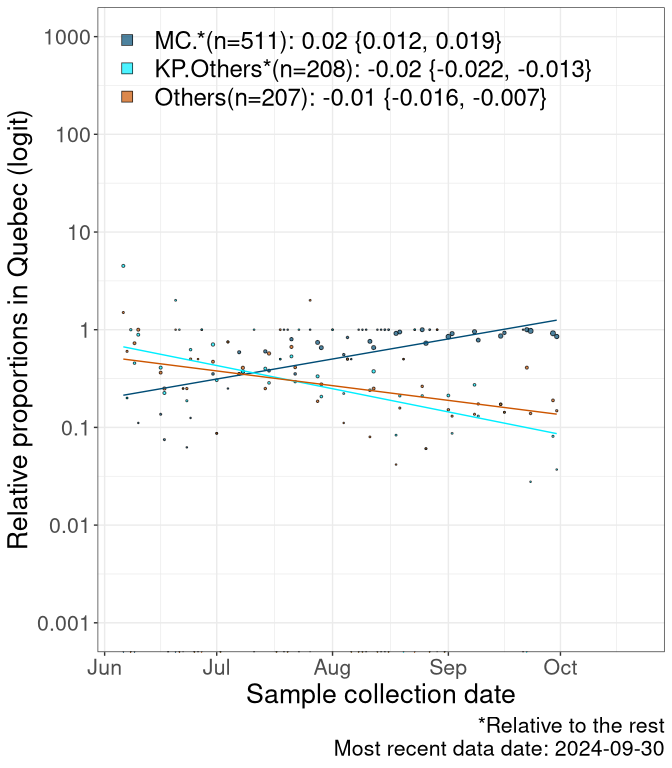 MC.*(n=511): 0.02 {0.012, 0.019}
KP.Others*(n=208): -0.02 {-0.022, -0.013}
Others(n=207): -0.01 {-0.016, -0.007}
Relative proportions in Quebec (logit)
1000
100
10
1
0.1
0.01
0.001
Jun Jul Aug Sep Oct
Sample collection date
*Relative to the rest
Most recent data date: 2024-09-30